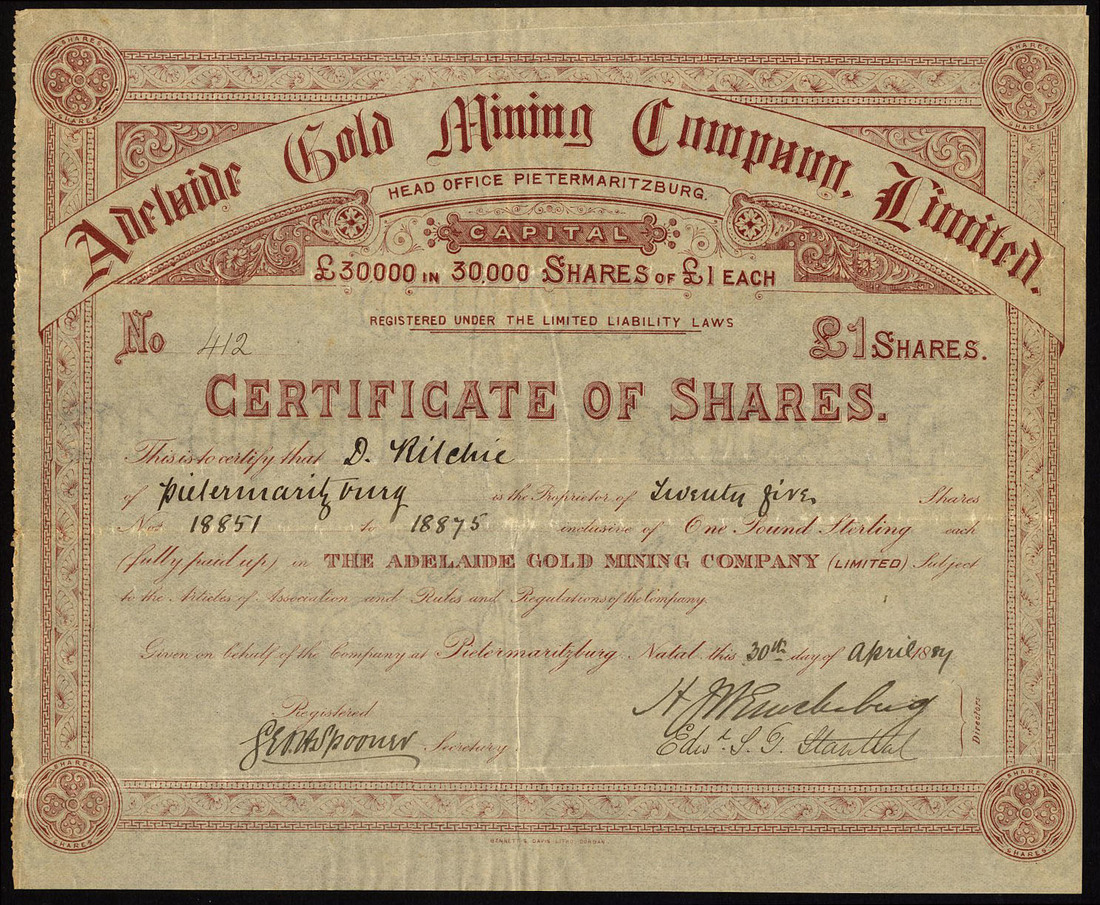 Adelaide Gold Mining Company, Limited.
HEAD OFFICE PIETERMARITZBURG.
CAPITAL
£30000 IN 30,000 SHARES OF £1 EACH
REGISTERED UNDER THE LIMITED LIABILITY LAWS
No 412 £1 SHARES.
CERTIFICATE OF SHARES.
This is to certify that D. Ritchie
of Pietermaritzburg is the Proprietor of Twenty five Shares
Nos 18851 to 18875 inclusive of One Pound Sterling each
(fully paid up) in THE ADELAIDE GOLD MINING COMPANY (LIMITED) Subject
to the Articles of Association and Rules and Regulations of the Company.
Given on behalf of the Company at Pietermaritzburg Natal this 30th day of April 18
Registered
Geo. H. Spooner Secretary
Directors
SHARES SHARES
SHARES SHARES
SHARES SHARES
SHARES SHARES
BENNETT & DAVIS LITHO. DURBAN